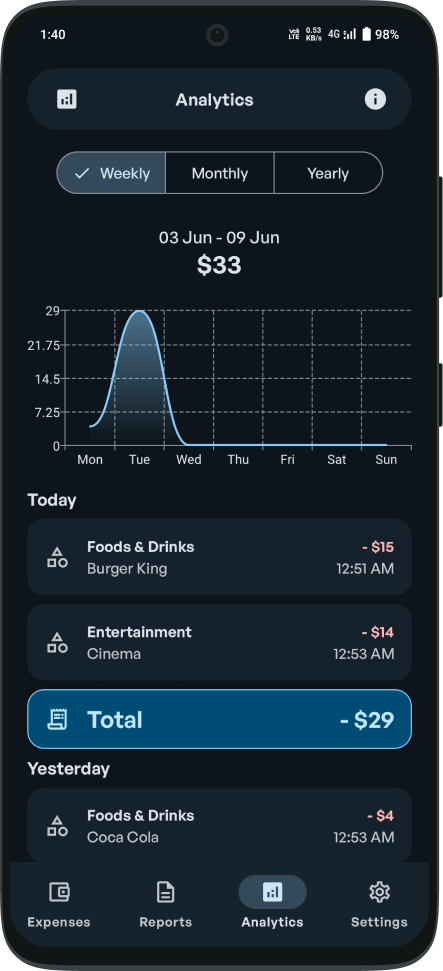 1:40 Vo) LTE 0.53 KB/s 4G 98%
Analytics
Weekly Monthly Yearly
03 Jun - 09 Jun
$33
29
21.75
14.5
7.25
0
Mon Tue Wed Thu Fri Sat Sun
Today
Foods & Drinks - $15
Burger King 12:51 AM
Entertainment - $14
Cinema 12:53 AM
Total - $29
Yesterday
Foods & Drinks - $4
Coca Cola 12:53 AM
Expenses Reports Analytics Settings